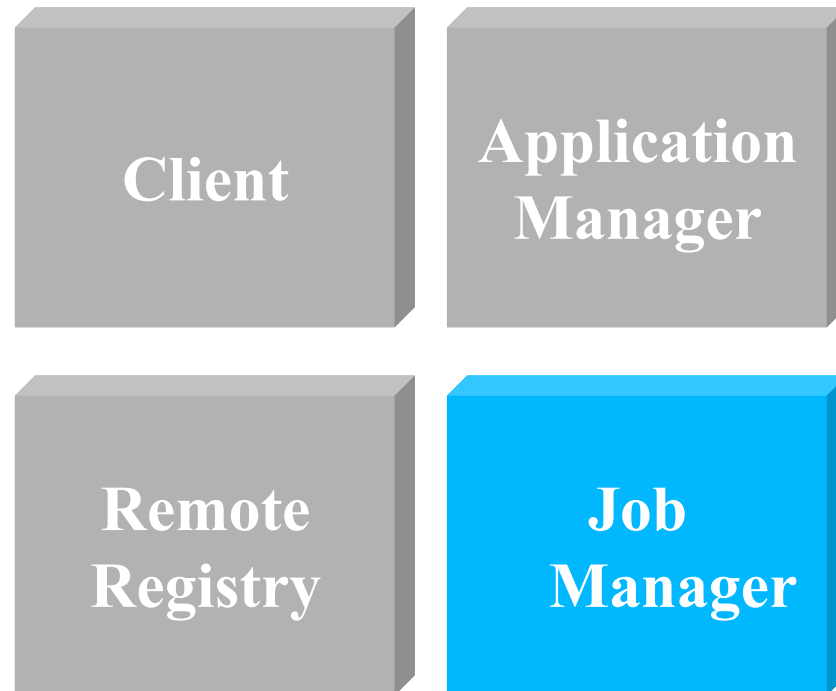 Client
Application
Manager
Remote
Registry
Job
Manager